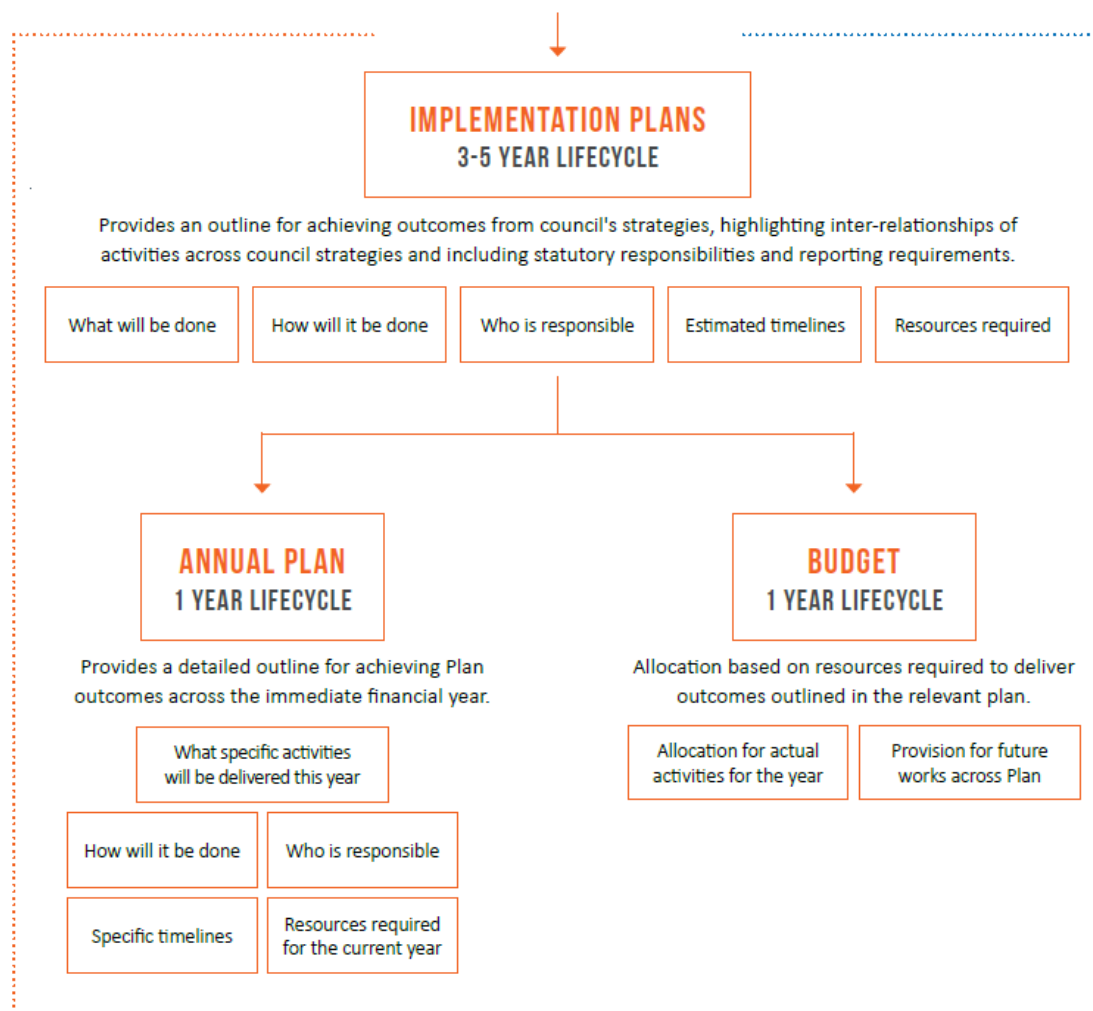 IMPLEMENTATION PLANS
3-5 YEAR LIFECYCLE
Provides an outline for achieving outcomes from council's strategies, highlighting inter-relationships of
activities across council strategies and including statutory responsibilities and reporting requirements.
What will be done
How will it be done
Who is responsible
Estimated timelines
Resources required
ANNUAL PLAN
1 YEAR LIFECYCLE
Provides a detailed outline for achieving Plan
outcomes across the immediate financial year.
What specific activities
will be delivered this year
How will it be done
Who is responsible
Specific timelines
Resources required
for the current year
BUDGET
1 YEAR LIFECYCLE
Allocation based on resources required to deliver
outcomes outlined in the relevant plan.
Allocation for actual
activities for the year
Provision for future
works across Plan